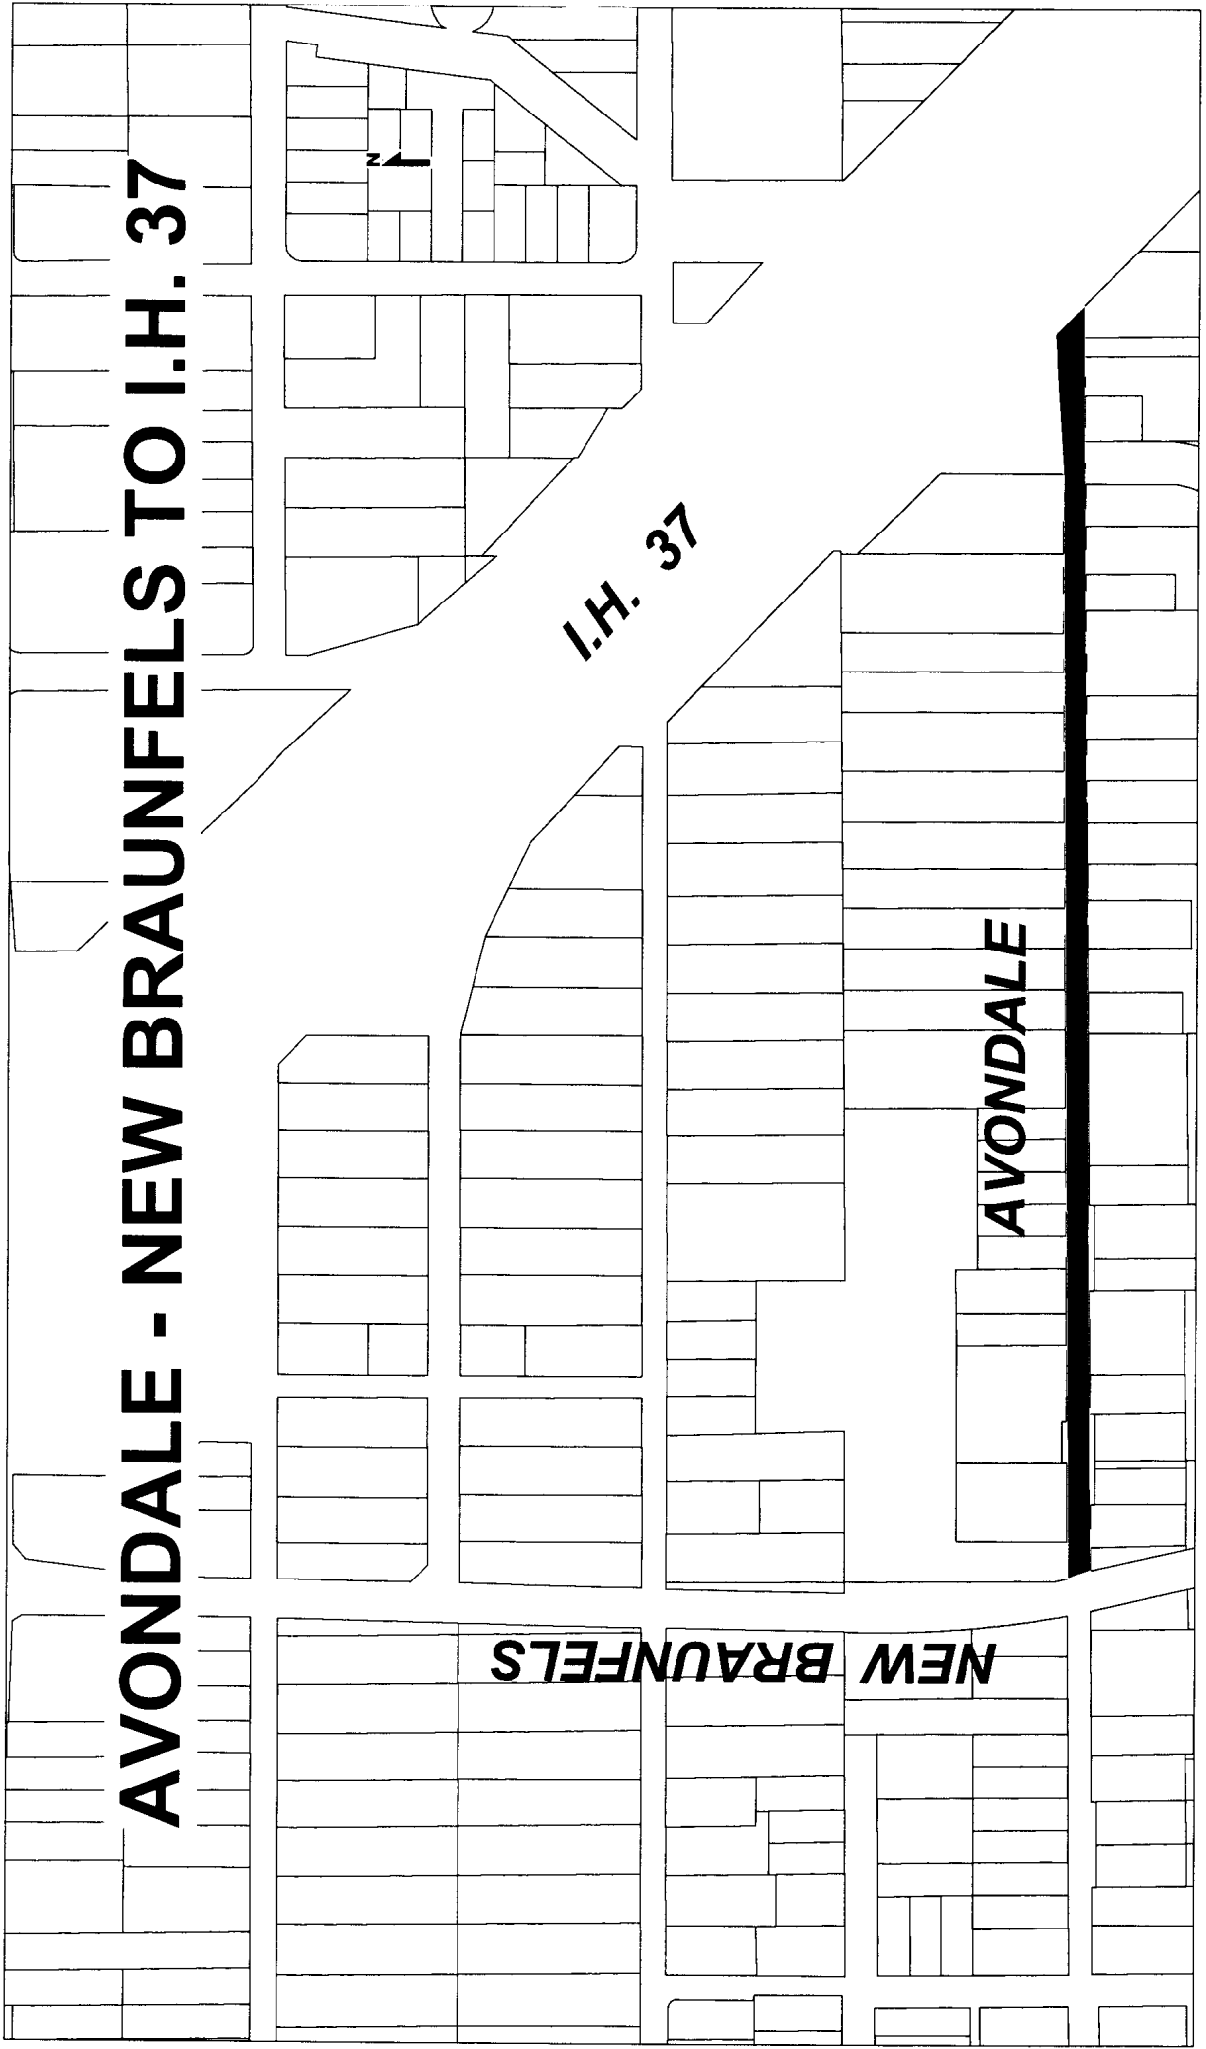 AVONDALE - NEW BRAUNFELS TO I.H. 37
N
I.H. 37
AVONDALE
NEW BRAUNFELS